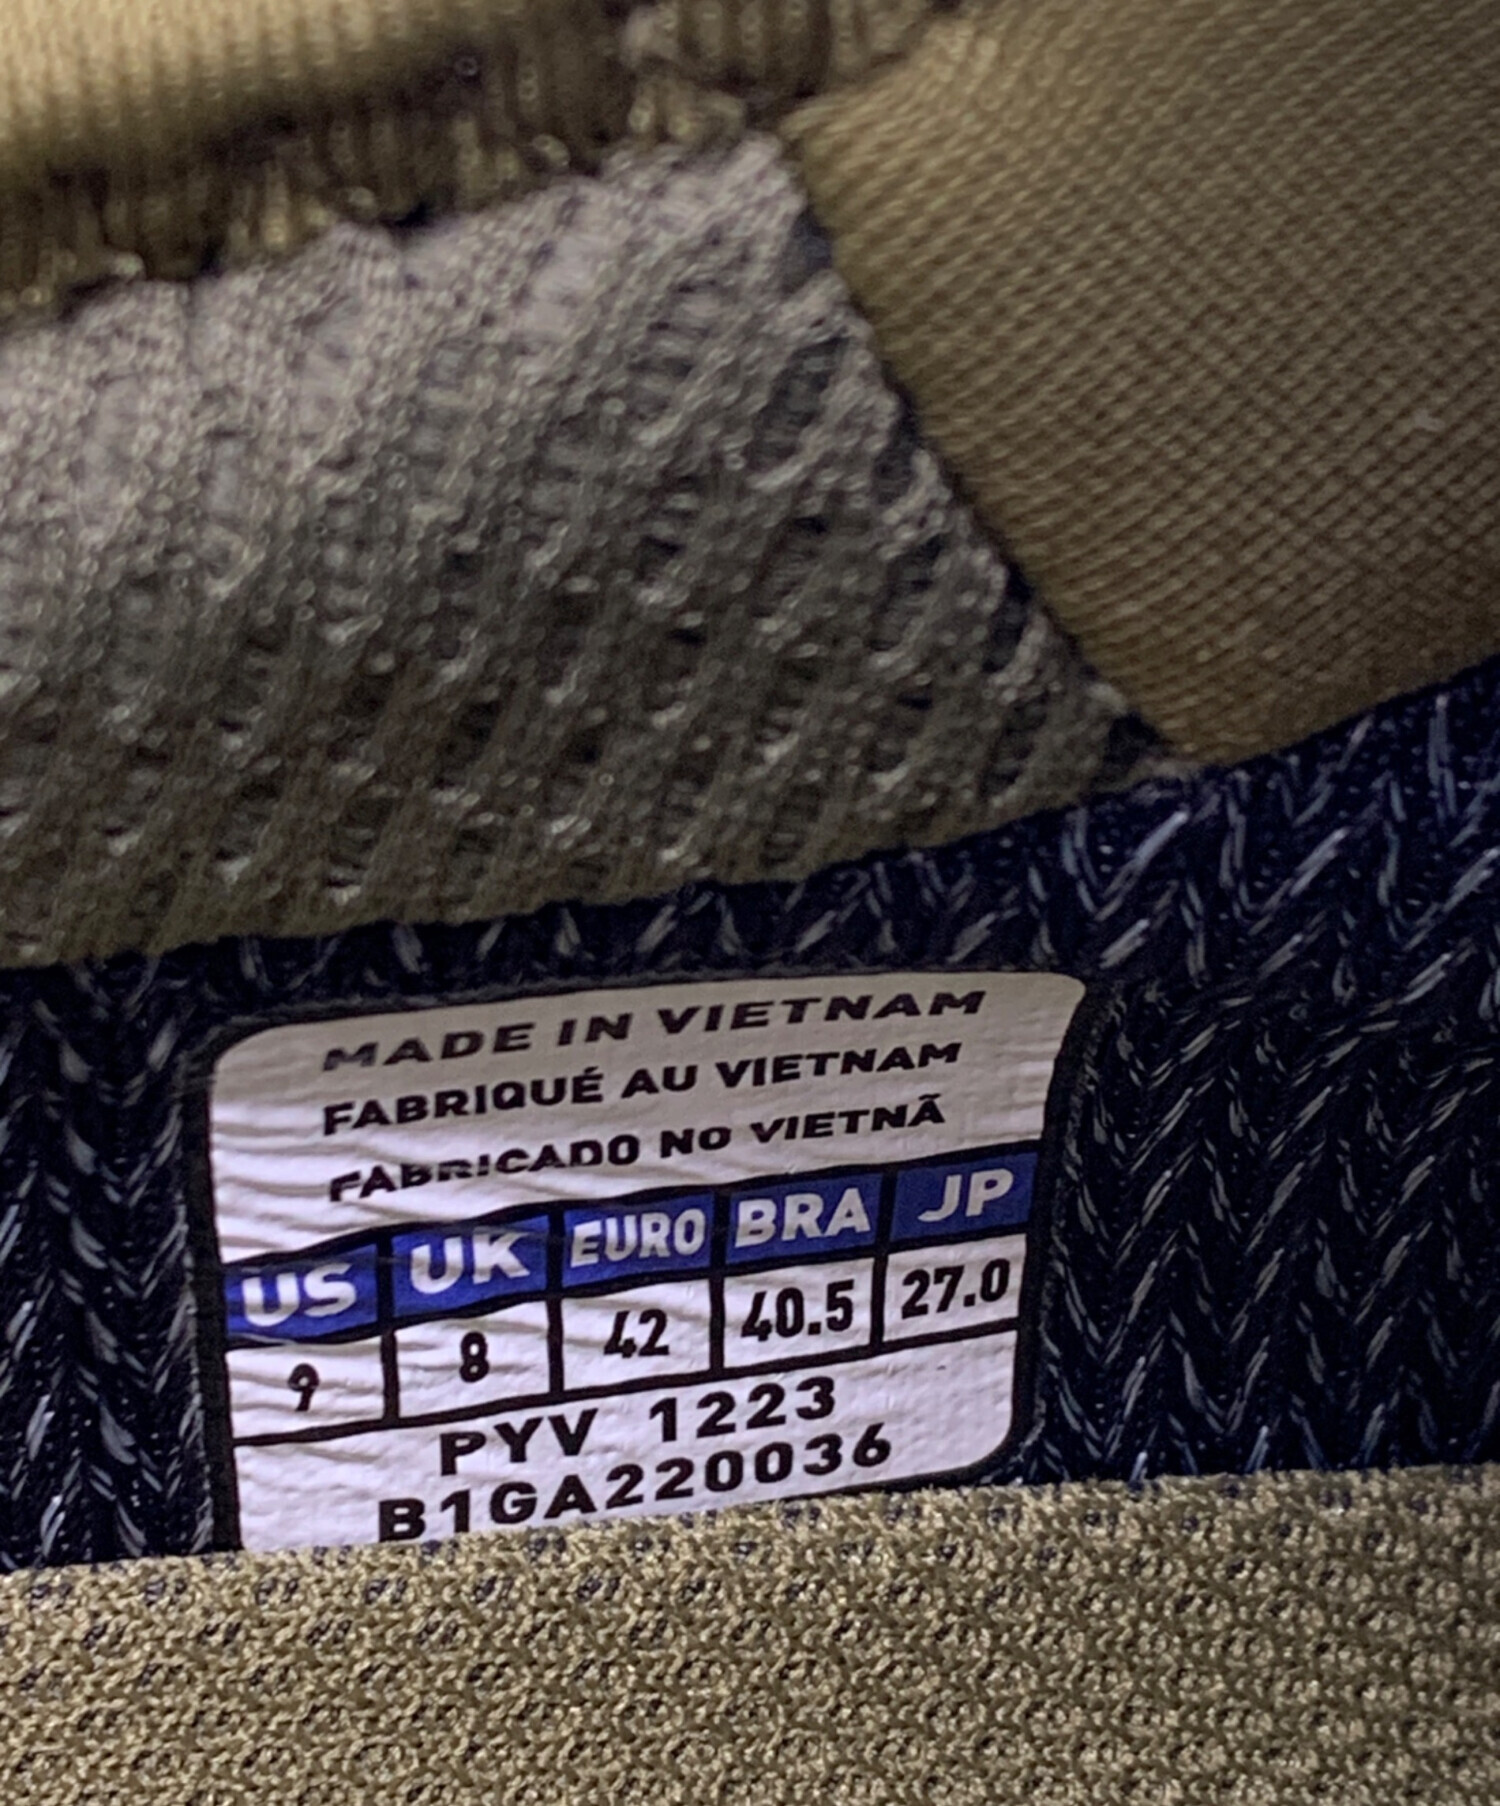 MADE IN VIETNAM
FABRIQUÉ AU VIETNAM
FABRICADO NO VIETNÃ
US UK EURO BRA JP
9 8 42 40.5 27.0
PYV 1223
B1GA220036